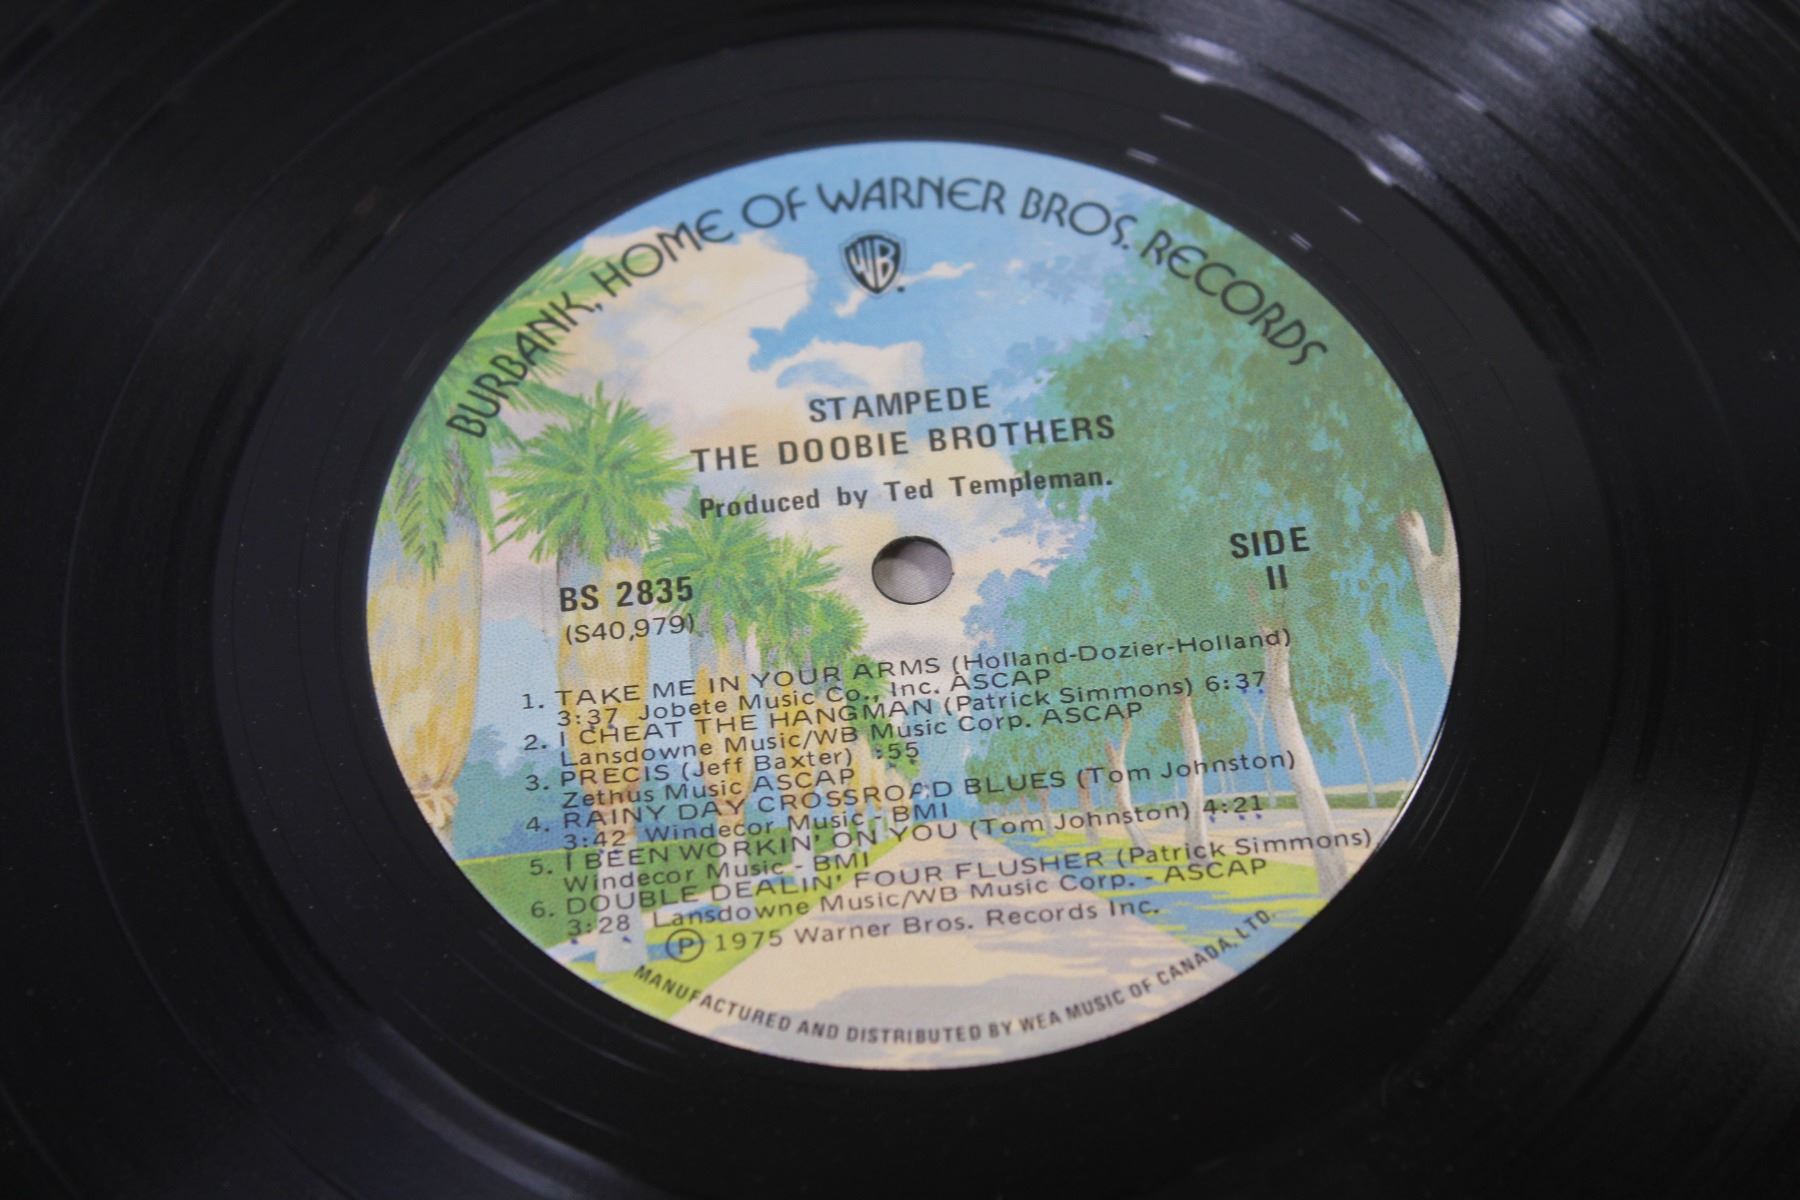 BURBANK, HOME OF WARNER BROS. RECORDS
WB
STAMPEDE
THE DOOBIE BROTHERS
Produced by Ted Templeman.
SIDE
II
BS 2835
(S40,979)
1. TAKE ME IN YOUR ARMS (Holland-Dozier-Holland)
3:37 Jobete Music Co., Inc. ASCAP
2. I CHEAT THE HANGMAN (Patrick Simmons) 6:37
Lansdowne Music/WB Music Corp. ASCAP
3. PRECIS (Jeff Baxter) :55
Zethus Music ASCAP
4. RAINY DAY CROSSROAD BLUES (Tom Johnston)
3:42 Windecor Music - BMI
5. I BEEN WORKIN' ON YOU (Tom Johnston) 4:21
Windecor Music - BMI
6. DOUBLE DEALIN' FOUR FLUSHER (Patrick Simmons)
3:28 Lansdowne Music/WB Music Corp. - ASCAP
Ⓟ 1975 Warner Bros. Records Inc.
MANUFACTURED AND DISTRIBUTED BY WEA MUSIC OF CANADA, LTD.